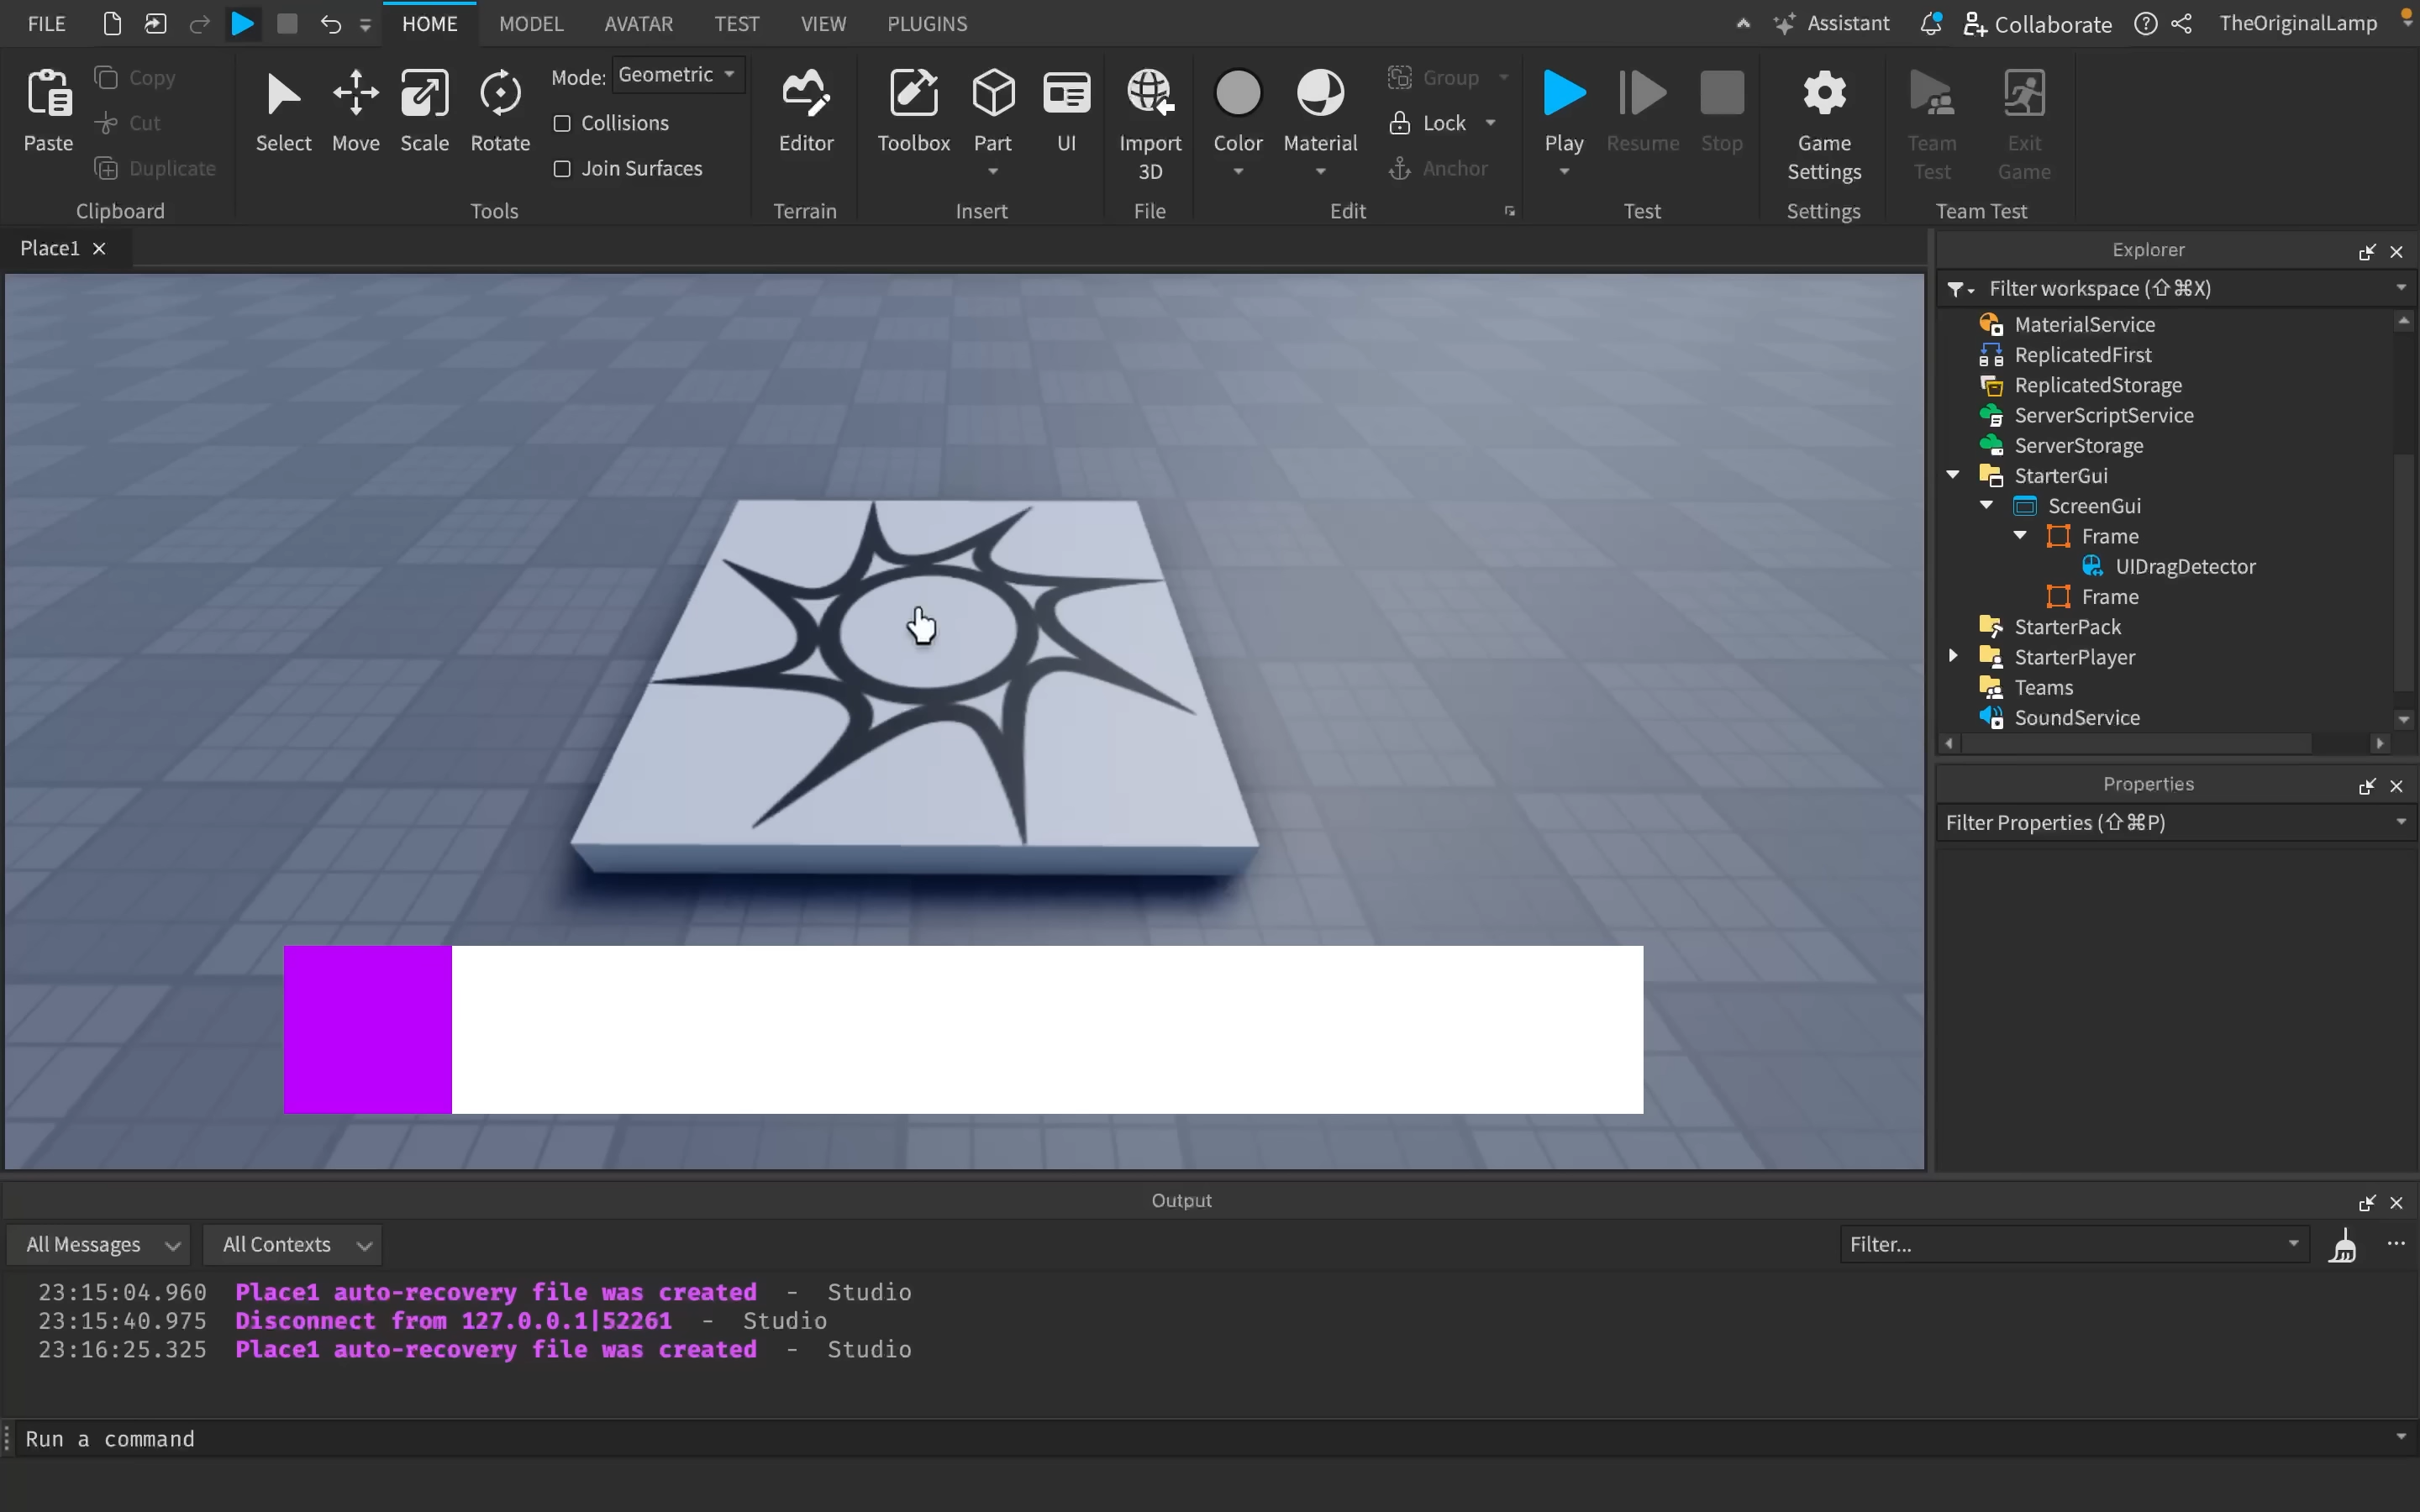 FILE HOME MODEL AVATAR TEST VIEW PLUGINS Assistant Collaborate TheOriginalLamp
Paste
Copy
Cut
Duplicate
Clipboard
Select Move Scale Rotate
Mode: Geometric
Collisions
Join Surfaces
Tools
Editor
Terrain
Toolbox Part UI
Insert
Import
3D
File
Color Material
Group
Lock
Anchor
Edit
Play Resume Stop
Test
Game
Settings
Settings
Team
Test
Exit
Game
Team Test
Place1
Explorer
Filter workspace (⇧⌘X)
MaterialService
ReplicatedFirst
ReplicatedStorage
ServerScriptService
ServerStorage
StarterGui
ScreenGui
Frame
UIDragDetector
Frame
StarterPack
StarterPlayer
Teams
SoundService
Properties
Filter Properties (⇧⌘P)
Output
All Messages All Contexts Filter...
23:15:04.960 Place1 auto-recovery file was created - Studio
23:15:40.975 Disconnect from 127.0.0.1|52261 - Studio
23:16:25.325 Place1 auto-recovery file was created - Studio
Run a command